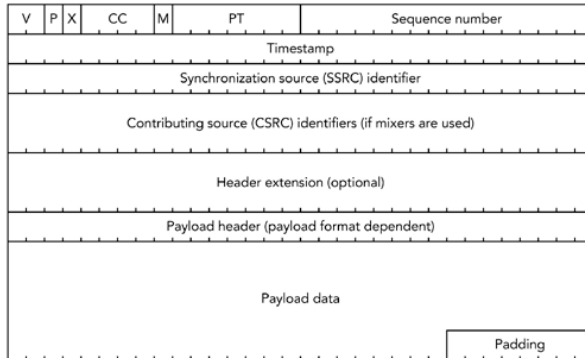 V P X CC M PT Sequence number
Timestamp
Synchronization source (SSRC) identifier
Contributing source (CSRC) identifiers (if mixers are used)
Header extension (optional)
Payload header (payload format dependent)
Payload data
Padding